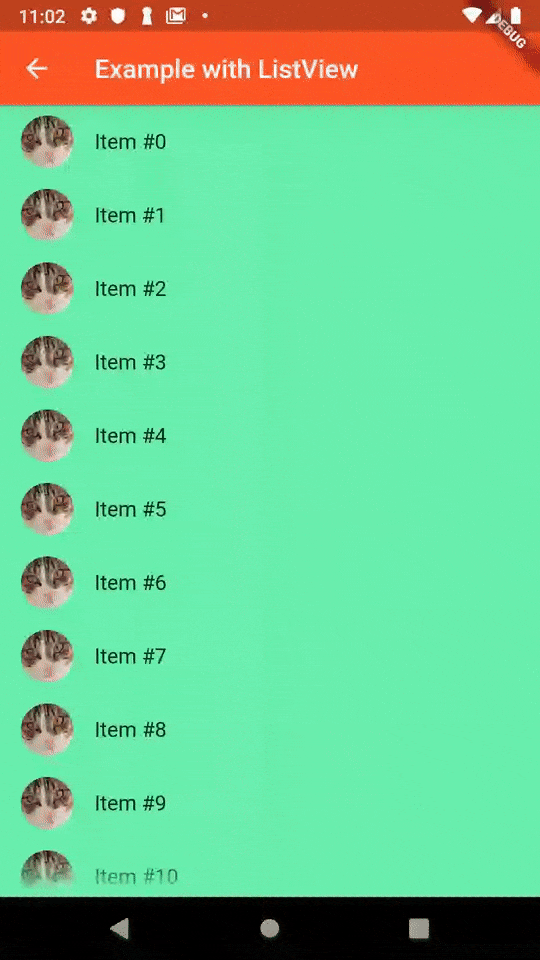 11:02
DEBUG
Example with ListView
Item #0
Item #1
Item #2
Item #3
Item #4
Item #5
Item #6
Item #7
Item #8
Item #9
Item #10